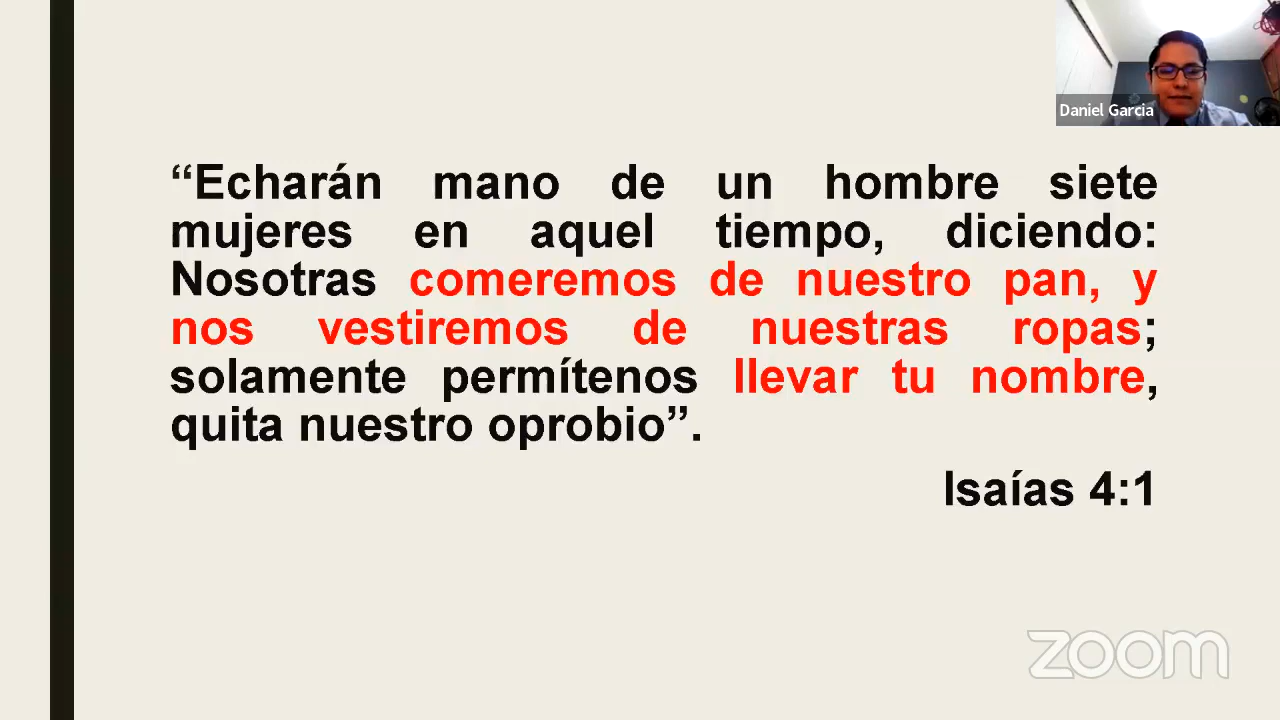 Daniel Garcia
“Echarán mano de un hombre siete
mujeres en aquel tiempo, diciendo:
Nosotras comeremos de nuestro pan, y
nos vestiremos de nuestras ropas;
solamente permítenos llevar tu nombre,
quita nuestro oprobio”.
Isaías 4:1
zoom